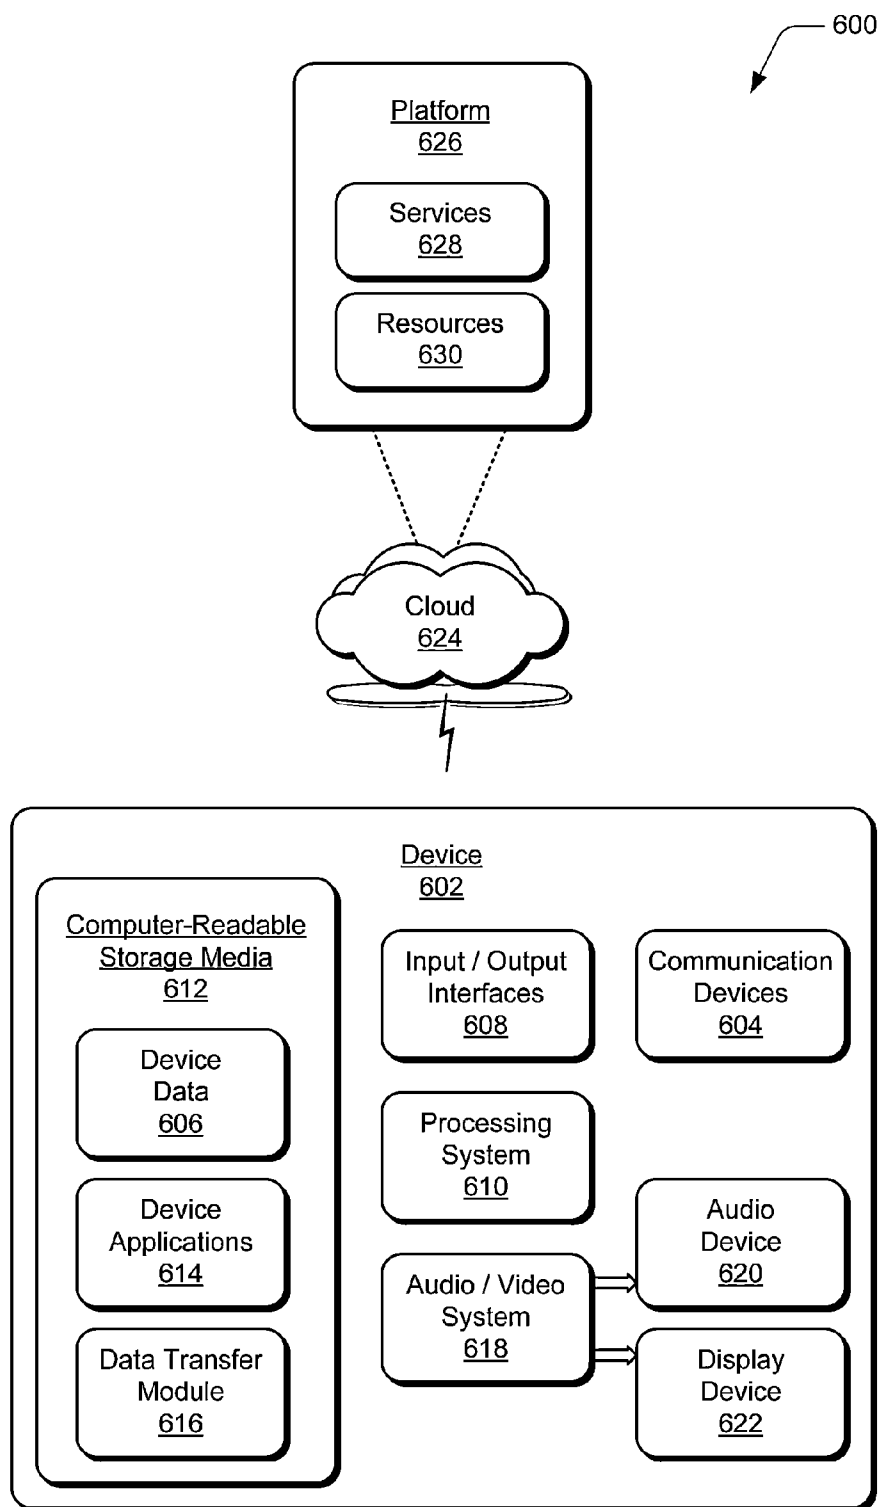 600
Platform
626
Services
628
Resources
630
Cloud
624
Device
602
Computer-Readable
Storage Media
612
Device
Data
606
Device
Applications
614
Data Transfer
Module
616
Input / Output
Interfaces
608
Communication
Devices
604
Processing
System
610
Audio / Video
System
618
Audio
Device
620
Display
Device
622